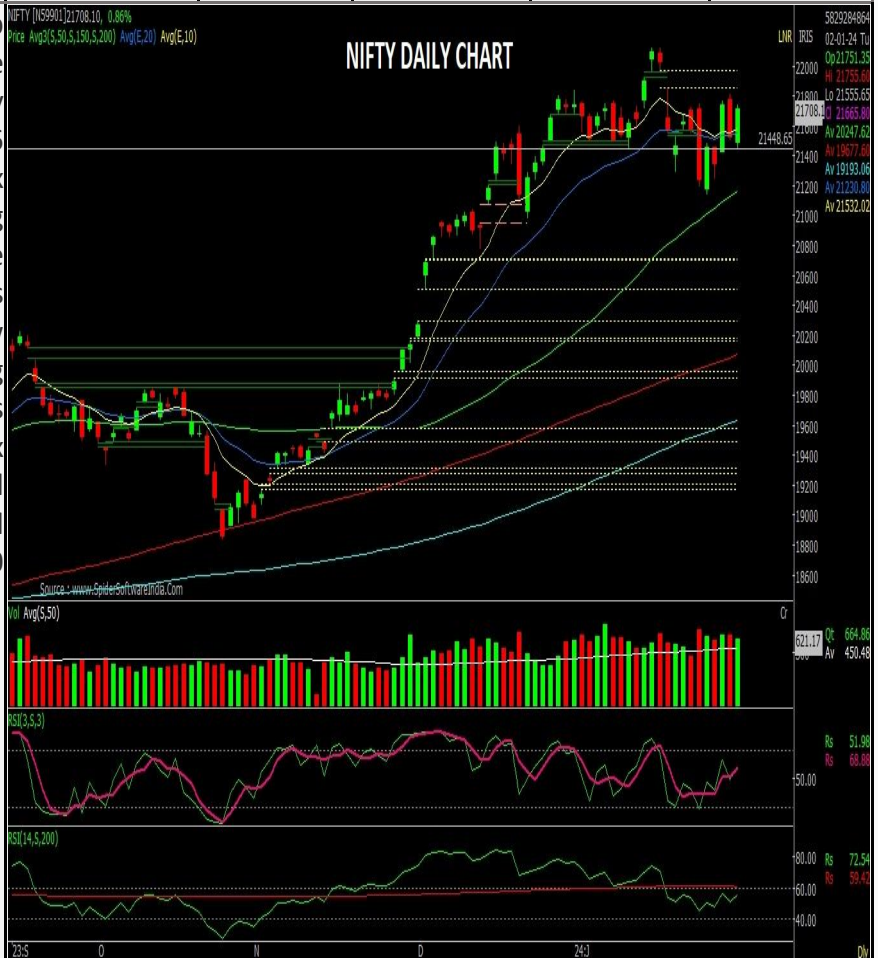 NIFTY [N59901]21708.10, 0.86%
Price Avg3(S,50,S,150,S,200) Avg(E,20) Avg(E,10)
NIFTY DAILY CHART
LNR
IRIS
5829284864
02-01-24 Tu
Op 21751.35
Hi 21755.60
Lo 21555.65
Cl 21665.80
Av 20247.62
Av 19677.60
Av 19193.06
Av 21230.80
Av 21532.02
22000
21800
21708.1
21600
21448.65
21400
21200
21000
20800
20600
20400
20200
20000
19800
19600
19400
19200
19000
18800
18600
Source : www.SpiderSoftwareIndia.Com
Vol Avg(S,50)
Cr
621.17
Qt 664.86
Av 450.48
RSI(3,S,3)
Rs 51.98
Rs 68.88
50.00
RSI(14,S,200)
80.00
60.00
40.00
Rs 72.54
Rs 59.42
23:S O N D 24:J
Dly